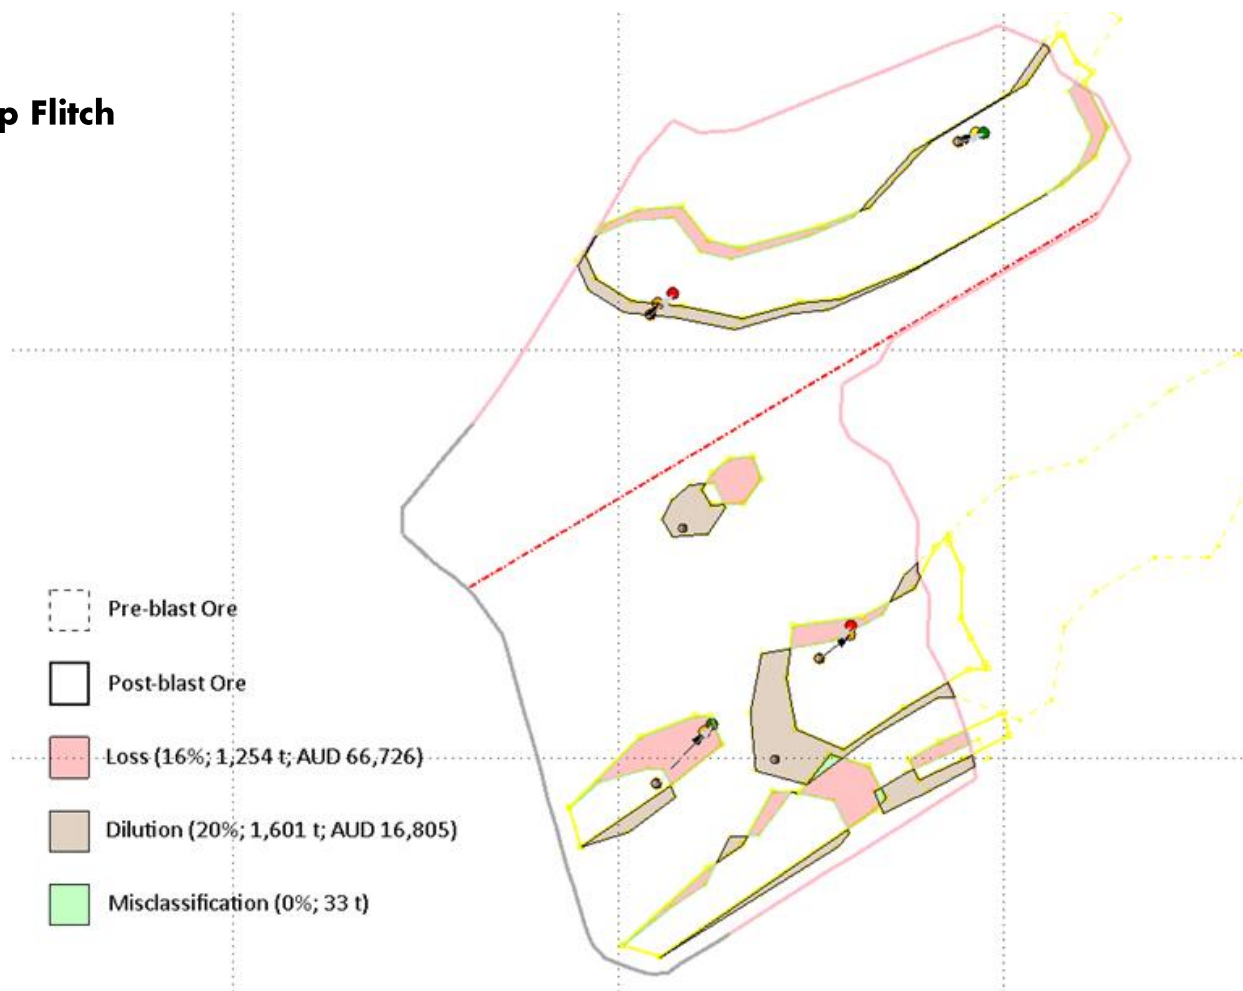 p Flitch
Pre-blast Ore
Post-blast Ore
Loss (16%; 1,254 t; AUD 66,726)
Dilution (20%; 1,601 t; AUD 16,805)
Misclassification (0%; 33 t)